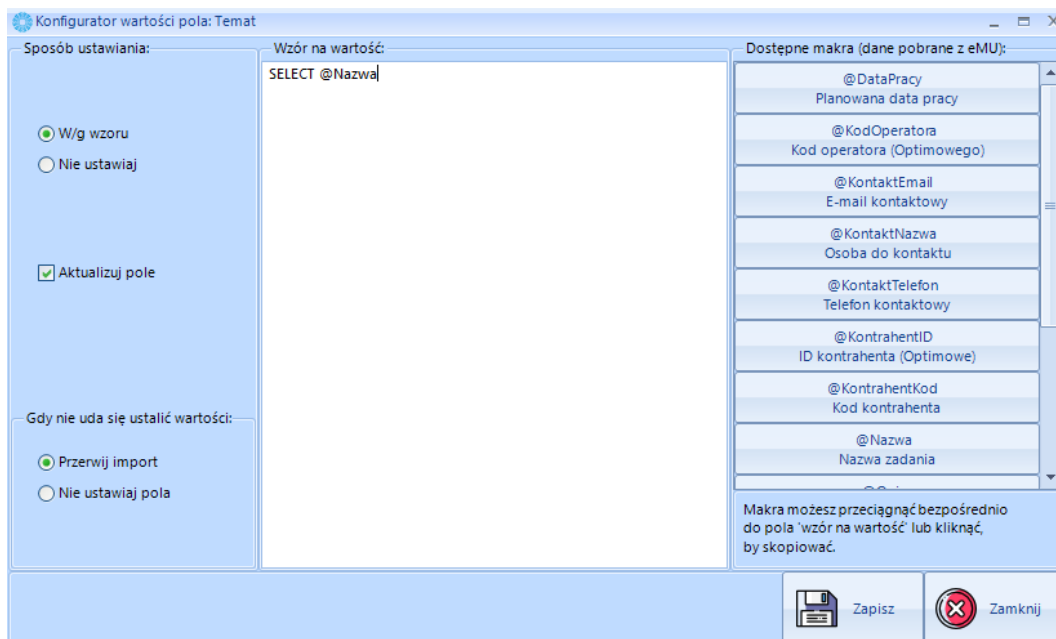 Konfigurator wartości pola: Temat
Sposób ustawiania:
W/g wzoru
Nie ustawiaj
Aktualizuj pole
Gdy nie uda się ustalić wartości:
Przerwij import
Nie ustawiaj pola
Wzór na wartość:
SELECT @Nazwa
Dostępne makra (dane pobrane z eMU):
@DataPracy
Planowana data pracy
@KodOperatora
Kod operatora (Optimowego)
@KontaktEmail
E-mail kontaktowy
@KontaktNazwa
Osoba do kontaktu
@KontaktTelefon
Telefon kontaktowy
@KontrahentID
ID kontrahenta (Optimowe)
@KontrahentKod
Kod kontrahenta
@Nazwa
Nazwa zadania
Makra możesz przeciągnąć bezpośrednio
do pola 'wzór na wartość' lub kliknąć,
by skopiować.
Zapisz
Zamknij